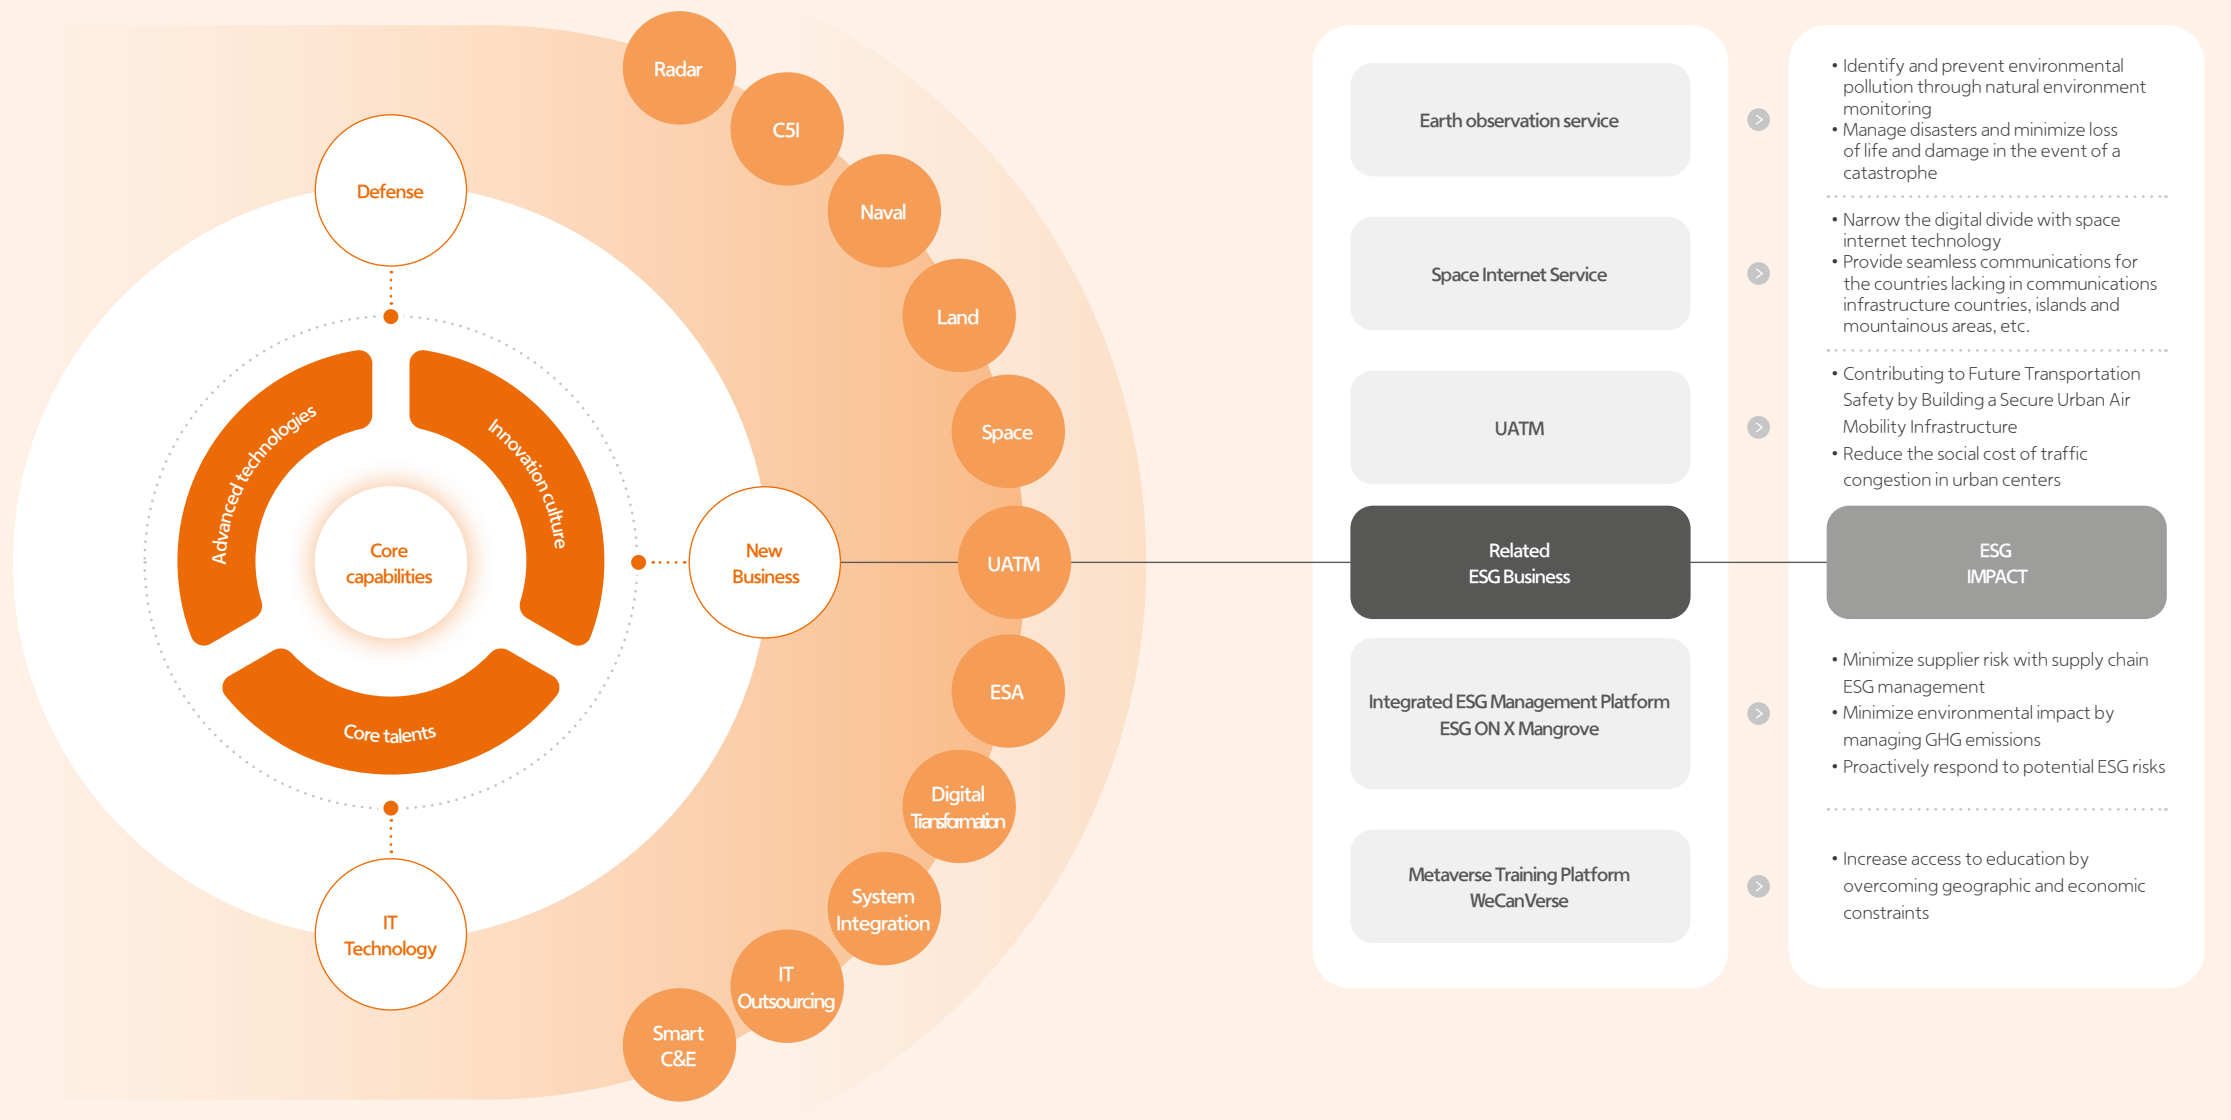 Radar
C5I
Naval
Land
Space
UATM
ESA
Digital
Transformation
System
Integration
IT
Outsourcing
Smart
C&E
Defense
Advanced technologies
Innovation culture
Core talents
Core
capabilities
New
Business
IT
Technology
Earth observation service
• Identify and prevent environmental
pollution through natural environment
monitoring
• Manage disasters and minimize loss
of life and damage in the event of a
catastrophe
Space Internet Service
• Narrow the digital divide with space
internet technology
• Provide seamless communications for
the countries lacking in communications
infrastructure countries, islands and
mountainous areas, etc.
UATM
• Contributing to Future Transportation
Safety by Building a Secure Urban Air
Mobility Infrastructure
• Reduce the social cost of traffic
congestion in urban centers
Related
ESG Business
ESG
IMPACT
Integrated ESG Management Platform
ESG ON X Mangrove
• Minimize supplier risk with supply chain
ESG management
• Minimize environmental impact by
managing GHG emissions
• Proactively respond to potential ESG risks
Metaverse Training Platform
WeCanVerse
• Increase access to education by
overcoming geographic and economic
constraints